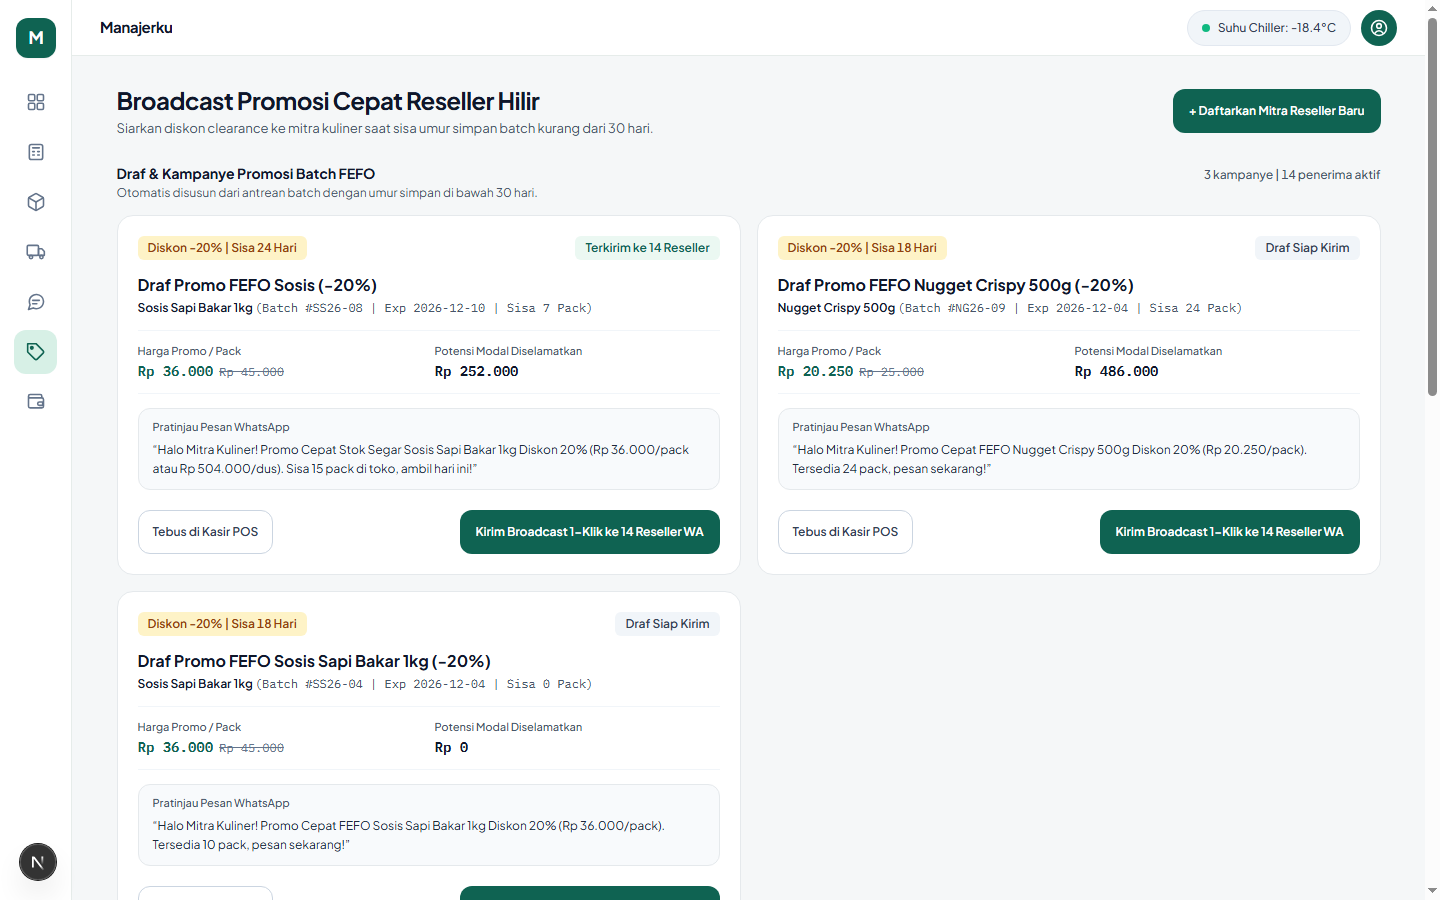 M
Manajerku
Suhu Chiller: -18.4°C
Broadcast Promosi Cepat Reseller Hilir
Siarkan diskon clearance ke mitra kuliner saat sisa umur simpan batch kurang dari 30 hari.
+ Daftarkan Mitra Reseller Baru
Draf & Kampanye Promosi Batch FEFO
Otomatis disusun dari antrean batch dengan umur simpan di bawah 30 hari.
3 kampanye | 14 penerima aktif
Diskon -20% | Sisa 24 Hari
Terkirim ke 14 Reseller
Draf Promo FEFO Sosis (-20%)
Sosis Sapi Bakar 1kg (Batch #SS26-08 | Exp 2026-12-10 | Sisa 7 Pack)
Harga Promo / Pack
Rp 36.000 Rp 45.000
Potensi Modal Diselamatkan
Rp 252.000
Pratinjau Pesan WhatsApp
"Halo Mitra Kuliner! Promo Cepat Stok Segar Sosis Sapi Bakar 1kg Diskon 20% (Rp 36.000/pack
atau Rp 504.000/dus). Sisa 15 pack di toko, ambil hari ini!"
Tebus di Kasir POS
Kirim Broadcast 1-Klik ke 14 Reseller WA
Diskon -20% | Sisa 18 Hari
Draf Siap Kirim
Draf Promo FEFO Nugget Crispy 500g (-20%)
Nugget Crispy 500g (Batch #NG26-09 | Exp 2026-12-04 | Sisa 24 Pack)
Harga Promo / Pack
Rp 20.250 Rp 25.000
Potensi Modal Diselamatkan
Rp 486.000
Pratinjau Pesan WhatsApp
"Halo Mitra Kuliner! Promo Cepat FEFO Nugget Crispy 500g Diskon 20% (Rp 20.250/pack).
Tersedia 24 pack, pesan sekarang!"
Tebus di Kasir POS
Kirim Broadcast 1-Klik ke 14 Reseller WA
Diskon -20% | Sisa 18 Hari
Draf Siap Kirim
Draf Promo FEFO Sosis Sapi Bakar 1kg (-20%)
Sosis Sapi Bakar 1kg (Batch #SS26-04 | Exp 2026-12-04 | Sisa 0 Pack)
Harga Promo / Pack
Rp 36.000 Rp 45.000
Potensi Modal Diselamatkan
Rp 0
Pratinjau Pesan WhatsApp
"Halo Mitra Kuliner! Promo Cepat FEFO Sosis Sapi Bakar 1kg Diskon 20% (Rp 36.000/pack).
Tersedia 10 pack, pesan sekarang!"
N